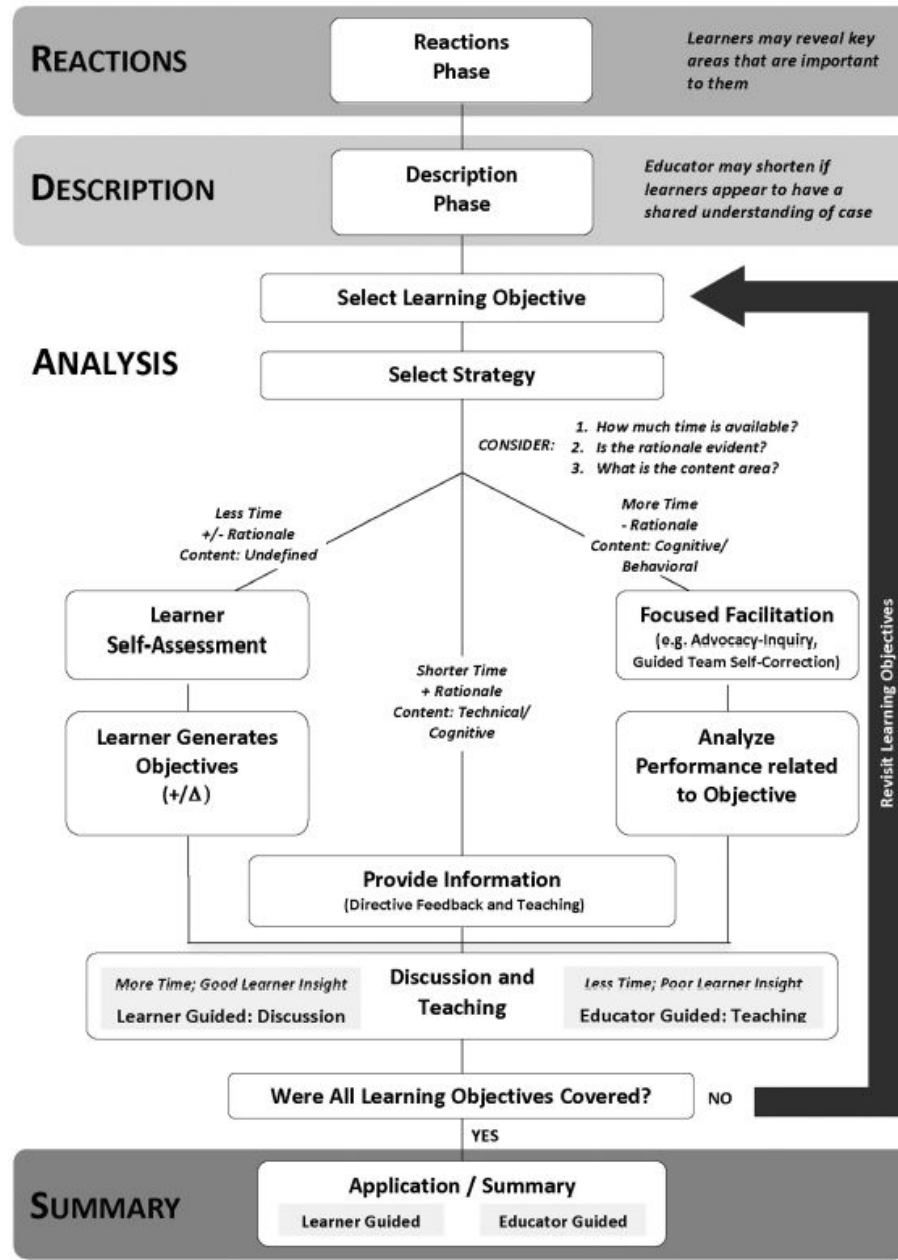 REACTIONS
Reactions
Phase
Learners may reveal key
areas that are important
to them
DESCRIPTION
Description
Phase
Educator may shorten if
learners appear to have a
shared understanding of case
Select Learning Objective
ANALYSIS
Select Strategy
CONSIDER:
1. How much time is available?
2. Is the rationale evident?
3. What is the content area?
Less Time
+/- Rationale
Content: Undefined
More Time
- Rationale
Content: Cognitive/
Behavioral
Learner
Self-Assessment
Shorter Time
+ Rationale
Content: Technical/
Cognitive
Focused Facilitation
(e.g. Advocacy-Inquiry,
Guided Team Self-Correction)
Learner Generates
Objectives
(+/Δ)
Analyze
Performance related
to Objective
Revisit Learning Objectives
Provide Information
(Directive Feedback and Teaching)
Discussion and
Teaching
More Time; Good Learner Insight
Learner Guided: Discussion
Less Time; Poor Learner Insight
Educator Guided: Teaching
Were All Learning Objectives Covered?
NO
YES
SUMMARY
Application / Summary
Learner Guided
Educator Guided